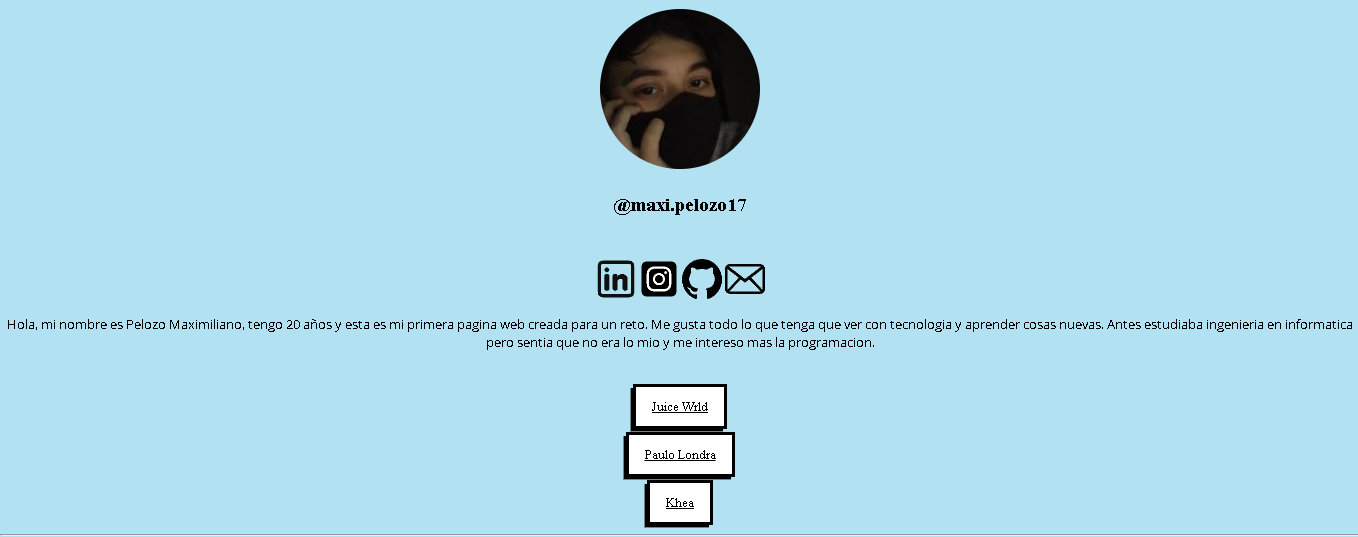 @maxi.pelozo17
in
Hola, mi nombre es Pelozo Maximiliano, tengo 20 años y esta es mi primera pagina web creada para un reto. Me gusta todo lo que tenga que ver con tecnologia y aprender cosas nuevas. Antes estudiaba ingenieria en informatica
pero sentia que no era lo mio y me intereso mas la programacion.
Juice Wrld
Paulo Londra
Khea